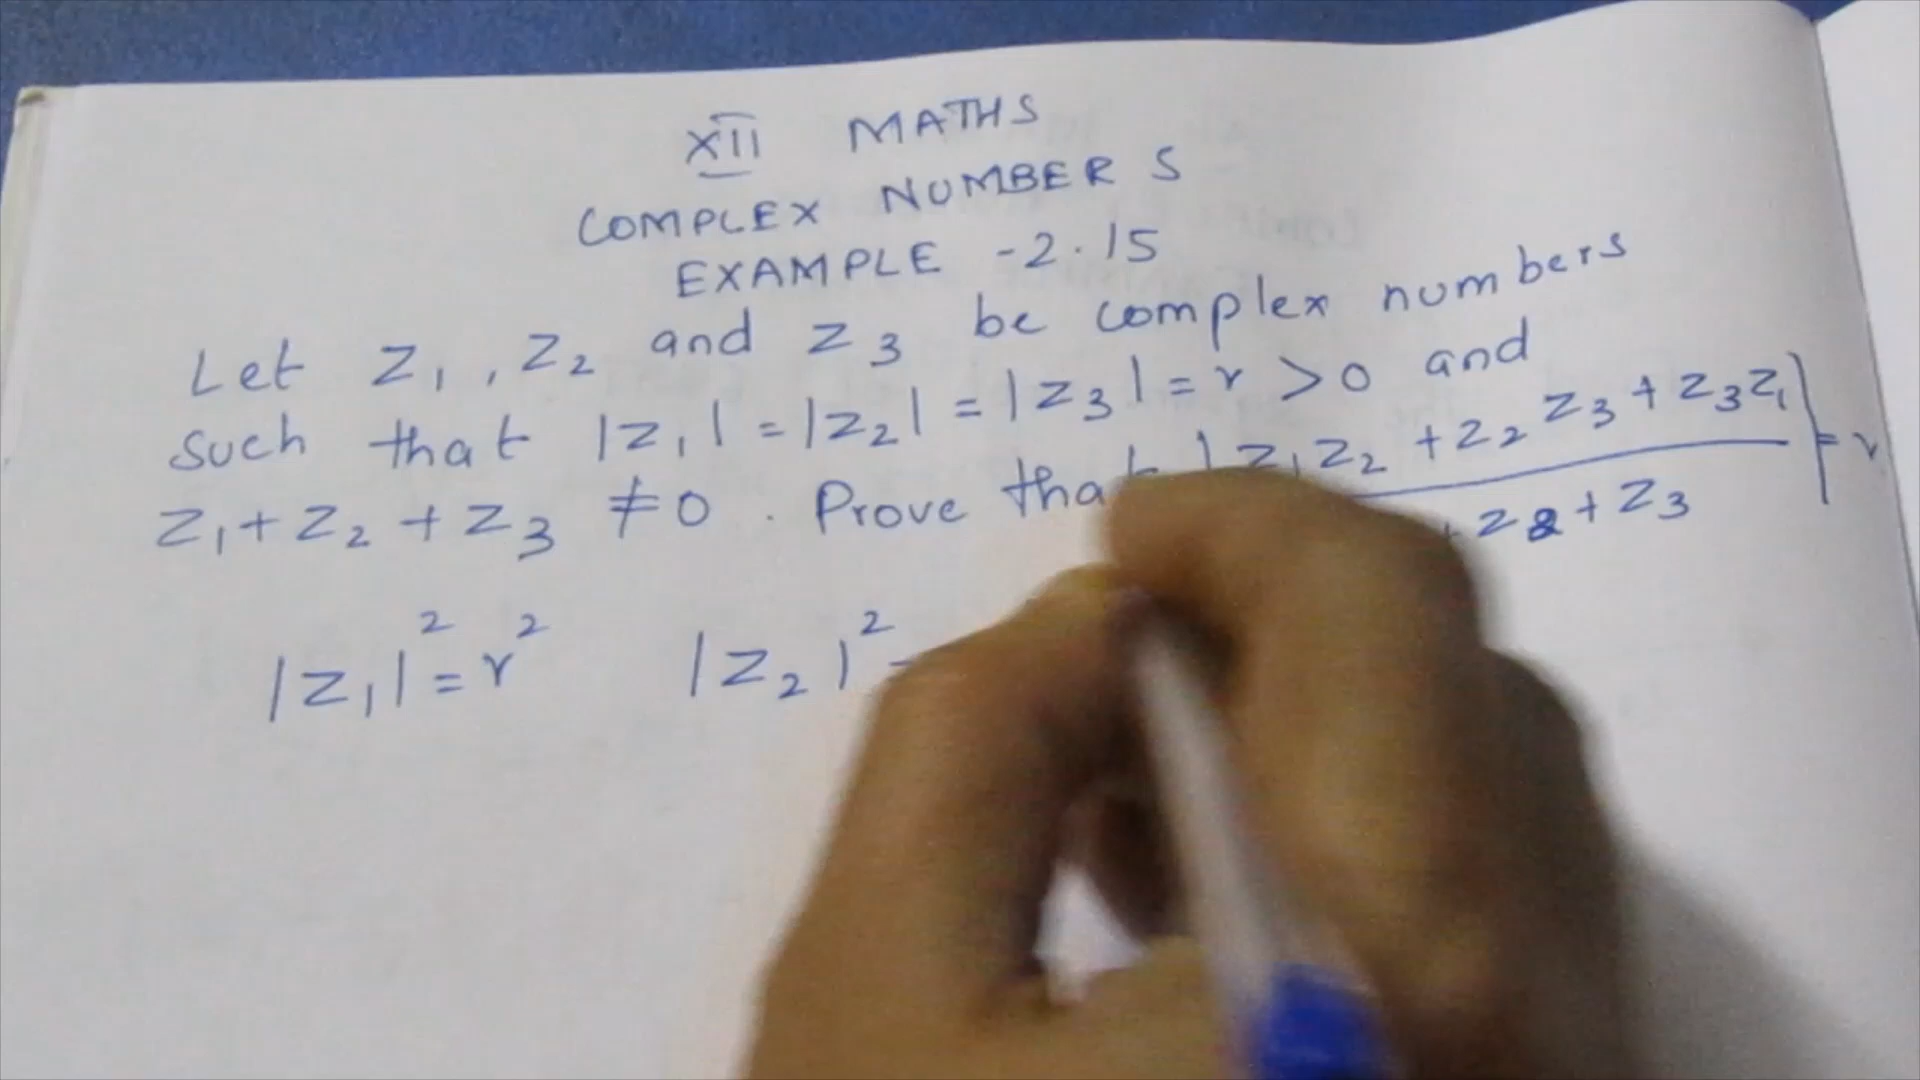 XII MATHS
COMPLEX NUMBERS
EXAMPLE - 2.15
Let z₁, z₂ and z₃ be complex numbers
such that |z₁| = |z₂| = |z₃| = r > 0 and
z₁ + z₂ + z₃ ≠ 0. Prove that | z₁z₂ + z₂z₃ + z₃z₁ | = r
+ z₂ + z₃
|z₁|² = r² |z₂|²